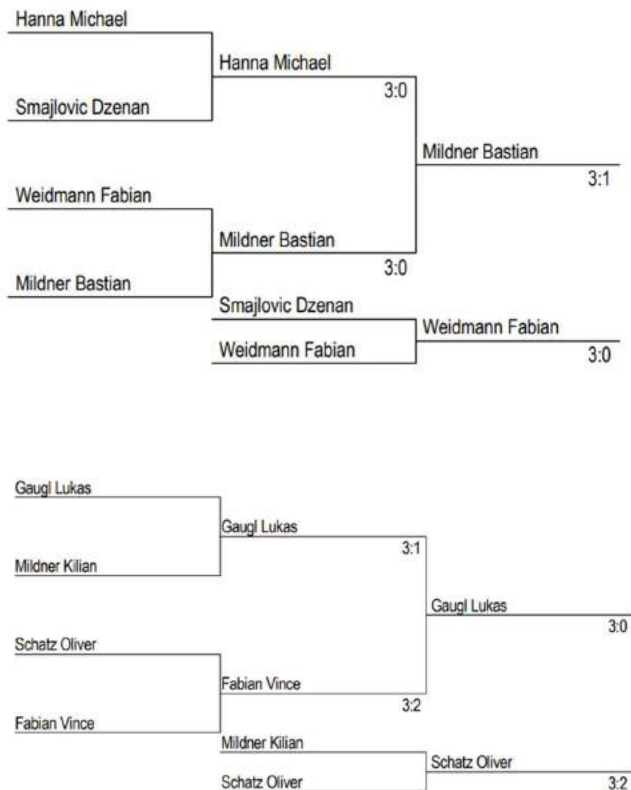 Hanna Michael
Hanna Michael
3:0
Smajlovic Dzenan
Mildner Bastian
3:1
Weidmann Fabian
Mildner Bastian
3:0
Mildner Bastian
Smajlovic Dzenan
Weidmann Fabian
3:0
Weidmann Fabian
Gaugl Lukas
Gaugl Lukas
3:1
Mildner Kilian
Gaugl Lukas
3:0
Schatz Oliver
Fabian Vince
3:2
Fabian Vince
Mildner Kilian
Schatz Oliver
3:2
Schatz Oliver